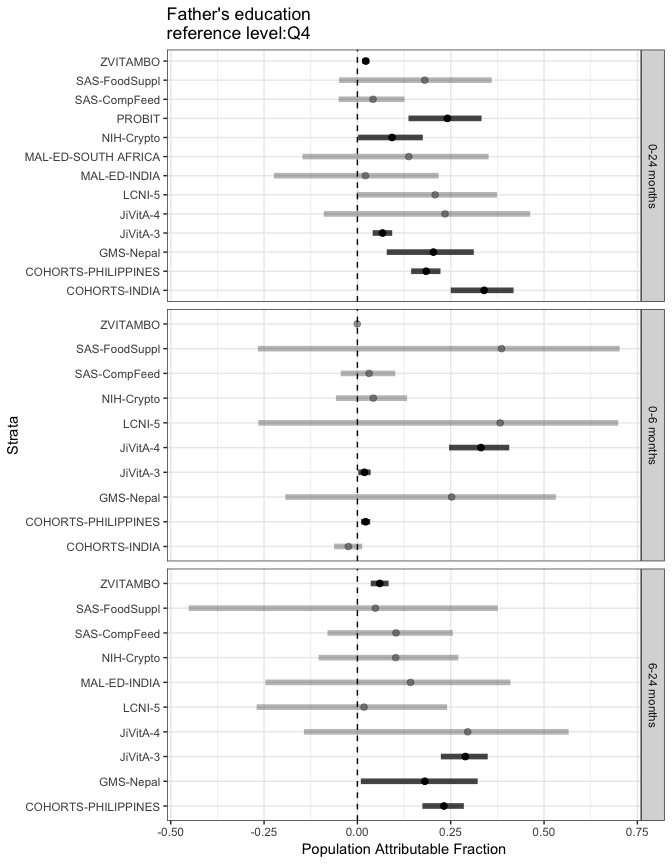 Father's education
reference level:Q4
Strata
ZVITAMBO
SAS-FoodSuppl
SAS-CompFeed
PROBIT
NIH-Crypto
MAL-ED-SOUTH AFRICA
MAL-ED-INDIA
LCNI-5
JiVitA-4
JiVitA-3
GMS-Nepal
COHORTS-PHILIPPINES
COHORTS-INDIA
0-24 months
ZVITAMBO
SAS-FoodSuppl
SAS-CompFeed
NIH-Crypto
LCNI-5
JiVitA-4
JiVitA-3
GMS-Nepal
COHORTS-PHILIPPINES
COHORTS-INDIA
0-6 months
ZVITAMBO
SAS-FoodSuppl
SAS-CompFeed
NIH-Crypto
MAL-ED-INDIA
LCNI-5
JiVitA-4
JiVitA-3
GMS-Nepal
COHORTS-PHILIPPINES
6-24 months
-0.50 -0.25 0.00 0.25 0.50 0.75
Population Attributable Fraction